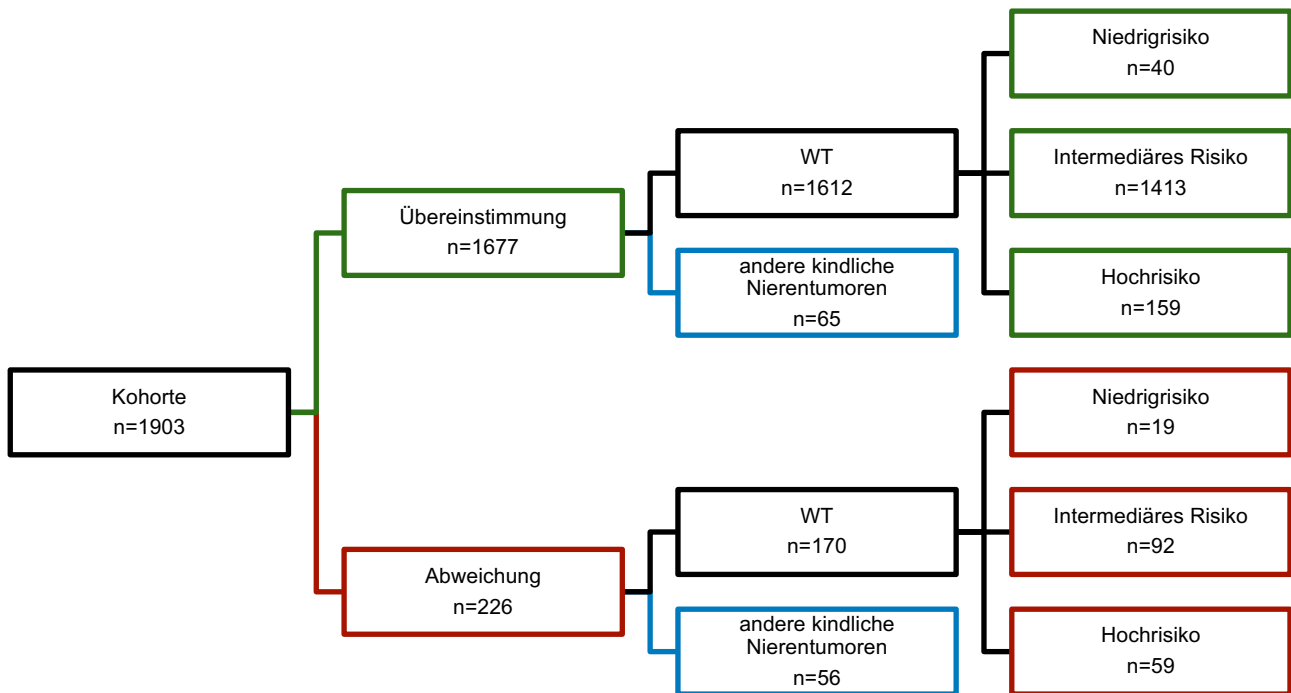 Kohorte
n=1903
Übereinstimmung
n=1677
WT
n=1612
Niedrigrisiko
n=40
Intermediäres Risiko
n=1413
Hochrisiko
n=159
andere kindliche
Nierentumoren
n=65
Abweichung
n=226
WT
n=170
Niedrigrisiko
n=19
Intermediäres Risiko
n=92
Hochrisiko
n=59
andere kindliche
Nierentumoren
n=56